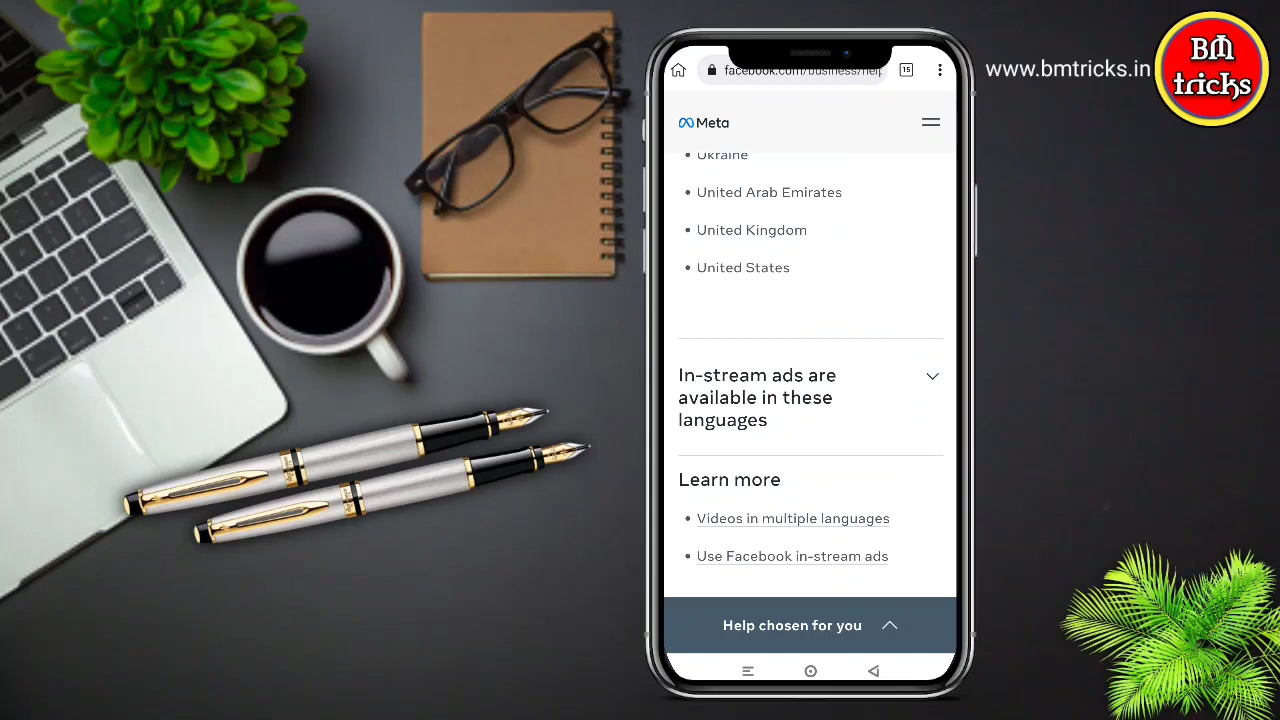 facebook.com/business/help
15
www.bmtricks.in
BM
tricks
Meta
Ukraine
United Arab Emirates
United Kingdom
United States
In-stream ads are
available in these
languages
Learn more
Videos in multiple languages
Use Facebook in-stream ads
Help chosen for you